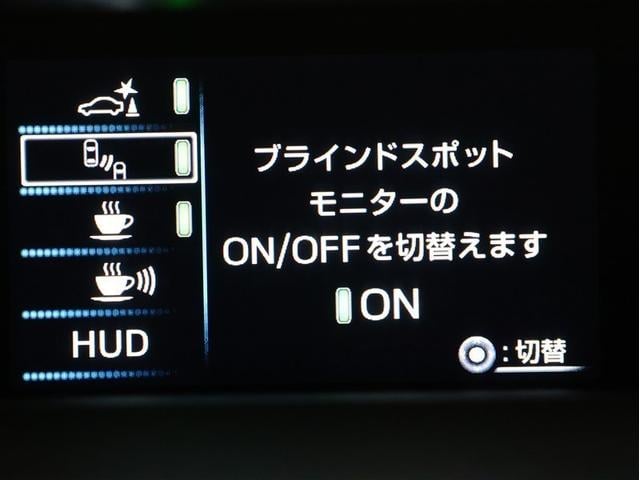 ブラインドスポット
モニターの
ON/OFFを切替えます
ON
HUD
:切替